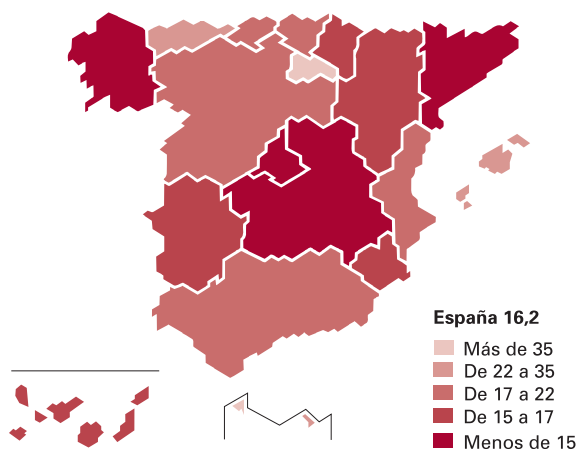 España 16,2
Más de 35
De 22 a 35
De 17 a 22
De 15 a 17
Menos de 15